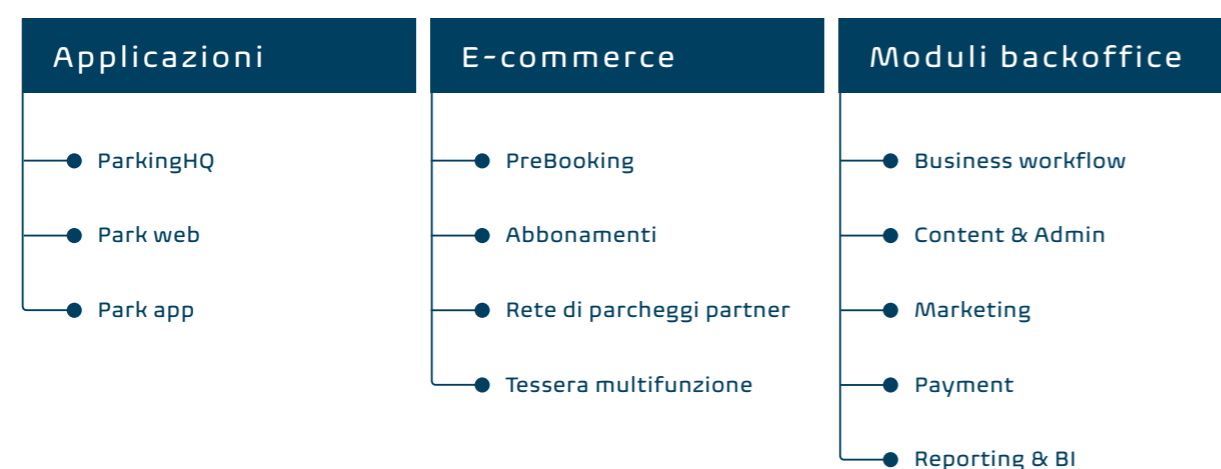 Applicazioni
ParkingHQ
Park web
Park app
E-commerce
PreBooking
Abbonamenti
Rete di parcheggi partner
Tessera multifunzione
Moduli backoffice
Business workflow
Content & Admin
Marketing
Payment
Reporting & BI